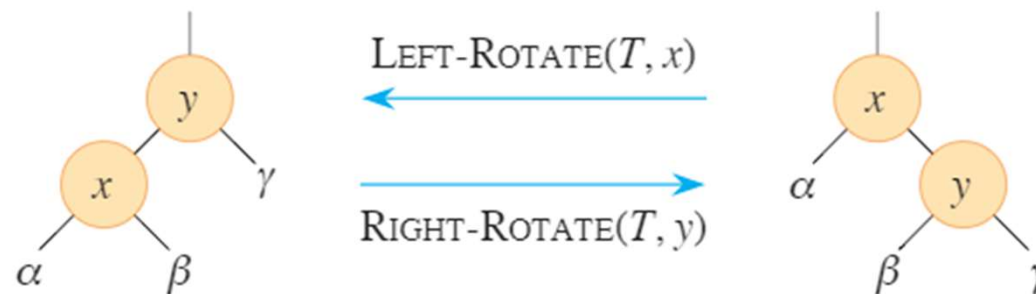 LEFT-ROTATE(T, x)
y
x
x
γ
α
y
RIGHT-ROTATE(T, y)
α
β
β
γ